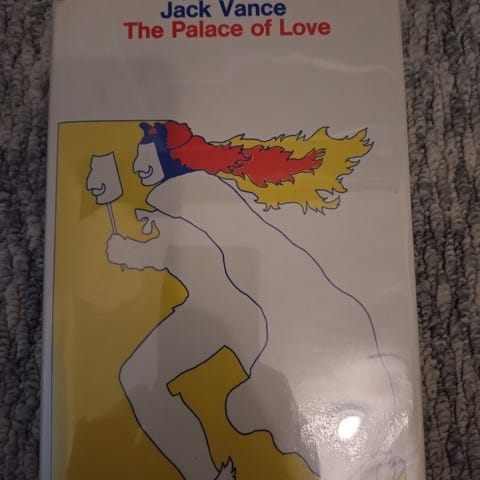 Jack Vance
The Palace of Love